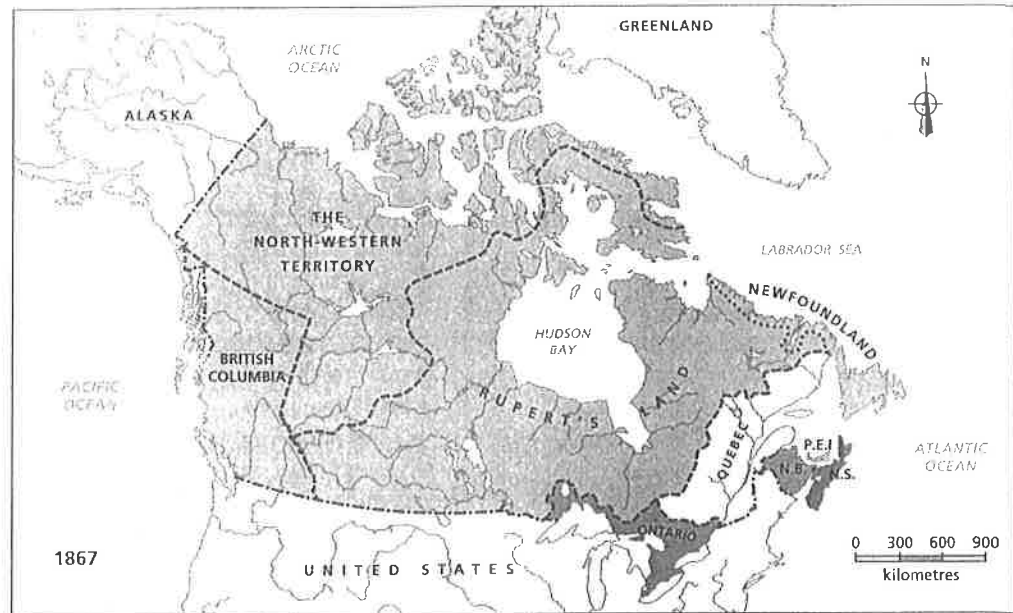 GREENLAND
ARCTIC
OCEAN
N
ALASKA
THE
NORTH-WESTERN
TERRITORY
LABRADOR SEA
NEWFOUNDLAND
HUDSON
BAY
BRITISH
COLUMBIA
PACIFIC
OCEAN
RUPERT'S LAND
QUEBEC
P.E.I
N.B.
N.S.
ATLANTIC
OCEAN
ONTARIO
1867
UNITED STATES
0 300 600 900
kilometres